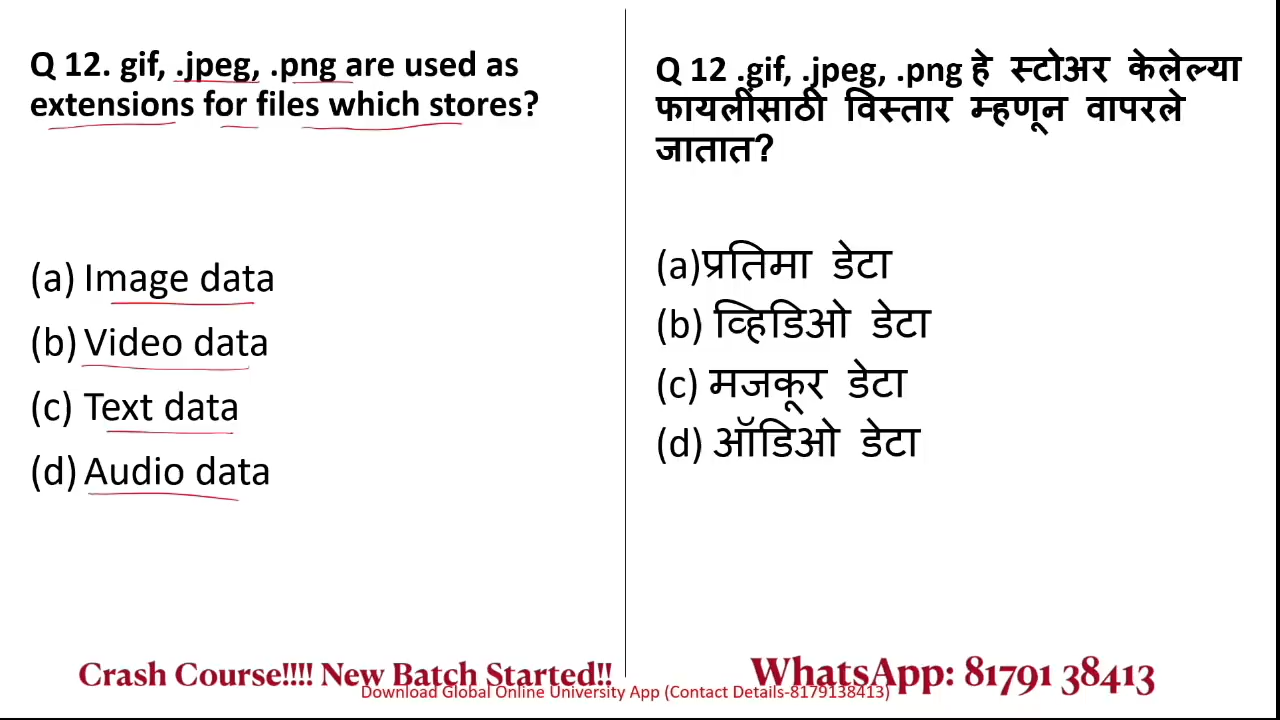 Q 12. gif, .jpeg, .png are used as
extensions for files which stores?
(a) Image data
(b) Video data
(c) Text data
(d) Audio data
Q 12 .gif, .jpeg, .png हे स्टोअर केलेल्या
फायलींसाठी विस्तार म्हणून वापरले
जातात?
(a)प्रतिमा डेटा
(b) व्हिडिओ डेटा
(c) मजकूर डेटा
(d) ऑडिओ डेटा
Crash Course!!!! New Batch Started!!
WhatsApp: 81791 38413
Download Global Online University App (Contact Details-8179138413)